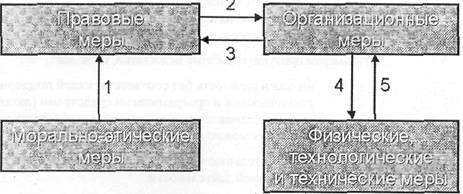 Правовые
меры
2
Организационные
меры
3
1
4
5
Морально-этические
меры
Физические,
технологические
и технические меры